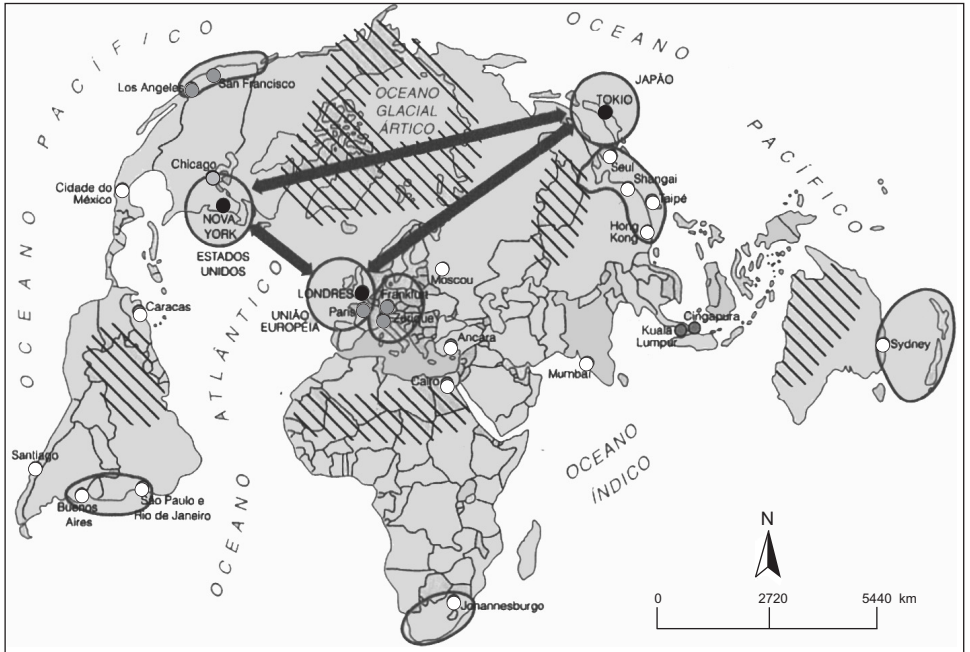 OCEANO PACÍFICO
OCEANO
PACÍFICO
OCEANO PACÍFICO
JAPÃO
TOKIO
Los Angeles
San Francisco
OCEANO
GLACIAL
ÁRTICO
Seul
Shangai
Taipé
Hong
Kong
Chicago
Cidade do
México
NOVA
YORK
ESTADOS
UNIDOS
LONDRES
Paris
Frankfurt
Zurique
UNIÃO
EUROPÉIA
Moscou
Ancara
Cairo
Mumbai
Kuala
Lumpur
Cingapura
Sydney
Caracas
OCEANO ATLÂNTICO
OCEANO
ÍNDICO
Santiago
Buenos
Aires
São Paulo e
Rio de Janeiro
Johannesburgo
N
0 2720 5440 km